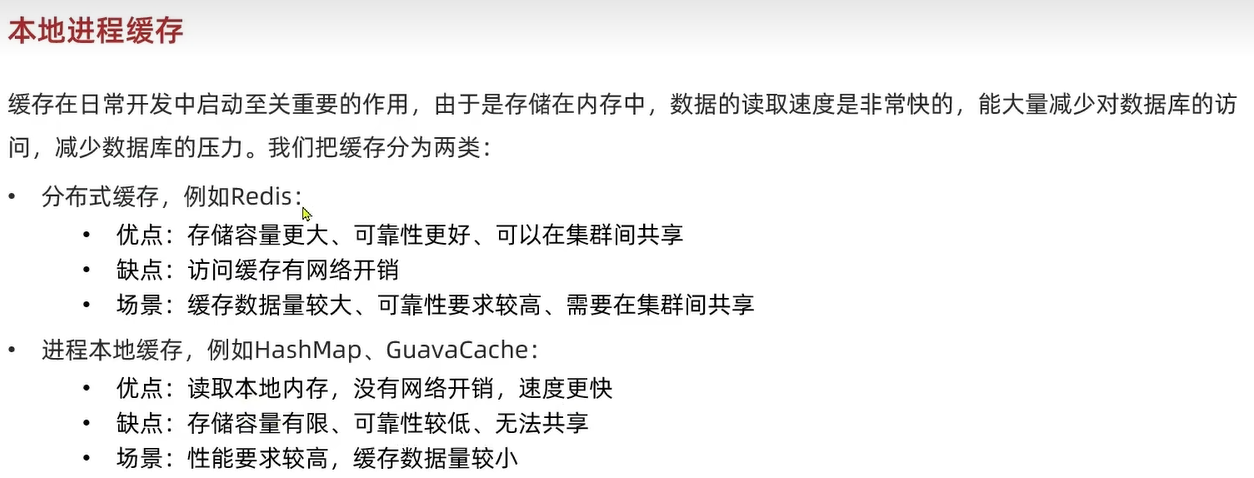 本地进程缓存
缓存在日常开发中启动至关重要的作用，由于是存储在内存中，数据的读取速度是非常快的，能大量减少对数据库的访
问，减少数据库的压力。我们把缓存分为两类：
• 分布式缓存，例如Redis：
• 优点：存储容量更大、可靠性更好、可以在集群间共享
• 缺点：访问缓存有网络开销
• 场景：缓存数据量较大、可靠性要求较高、需要在集群间共享
• 进程本地缓存，例如HashMap、GuavaCache：
• 优点：读取本地内存，没有网络开销，速度更快
• 缺点：存储容量有限、可靠性较低、无法共享
• 场景：性能要求较高，缓存数据量较小